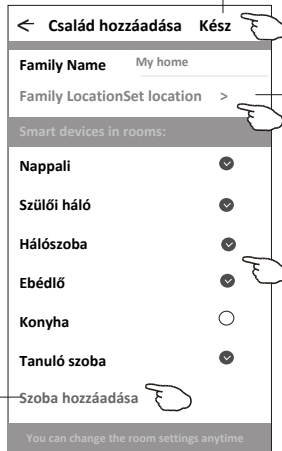 ← Család hozzáadása Kész
Family Name My home
Family LocationSet location >
Smart devices in rooms:
Nappali
Szülői háló
Hálószoba
Ebédlő
Konyha
Tanuló szoba
Szoba hozzáadása
You can change the room settings anytime